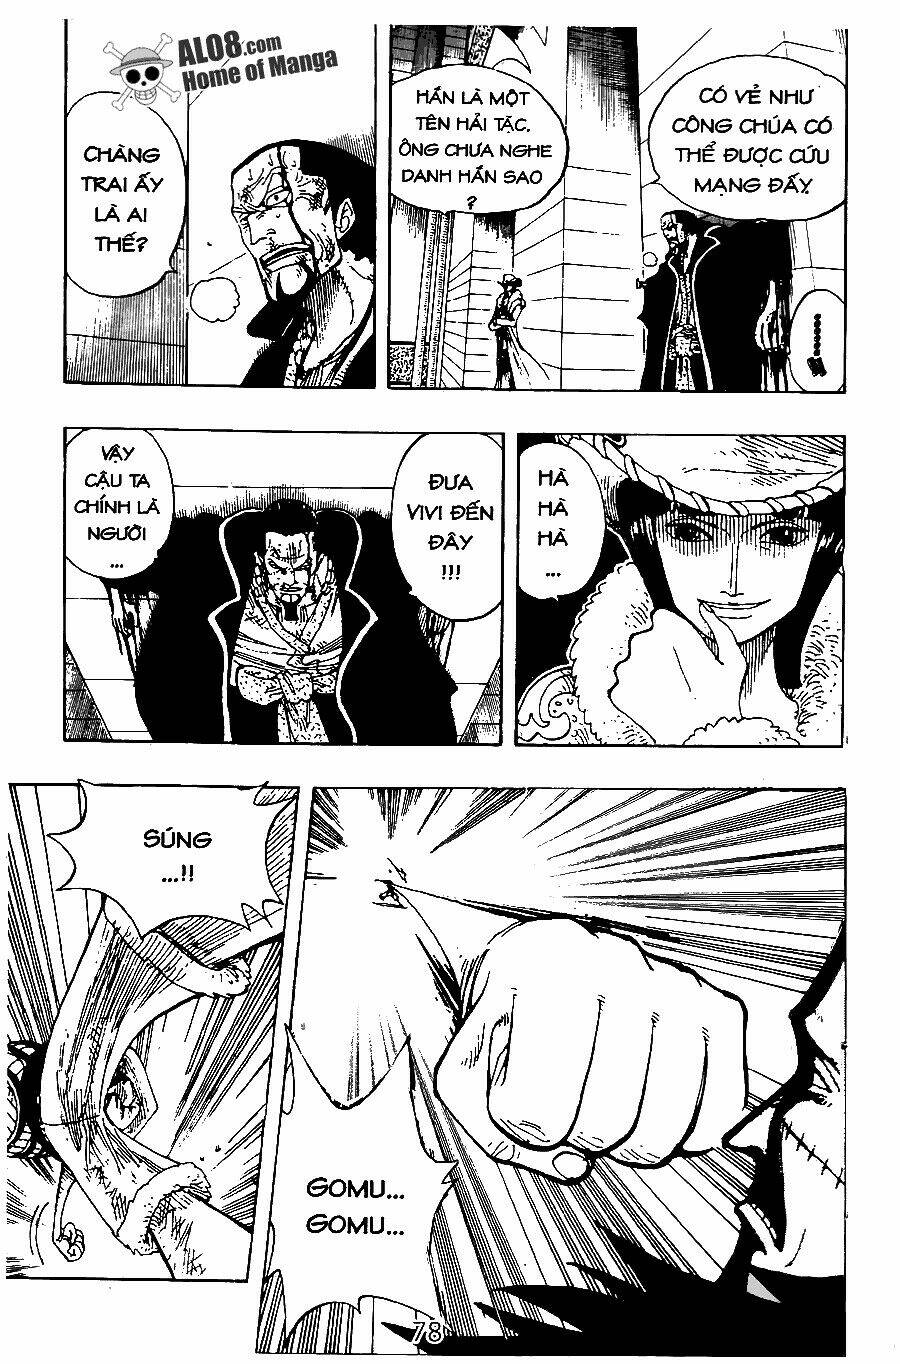 AL08.com
Home of Manga
CÓ VẺ NHƯ
CÔNG CHÚA CÓ
THỂ ĐƯỢC CỨU
MẠNG ĐẤY.
HẮN LÀ MỘT
TÊN HẢI TẶC.
ÔNG CHƯA NGHE
DANH HẮN SAO
?
CHÀNG
TRAI ẤY
LÀ AI
THẾ?
HÀ
HÀ
HÀ
...
ĐƯA
VIVI ĐẾN
ĐÂY
!!!
VẬY
CẬU TA
CHÍNH LÀ
NGƯỜI
...
GOMU...
GOMU...
SÚNG
...!!
78